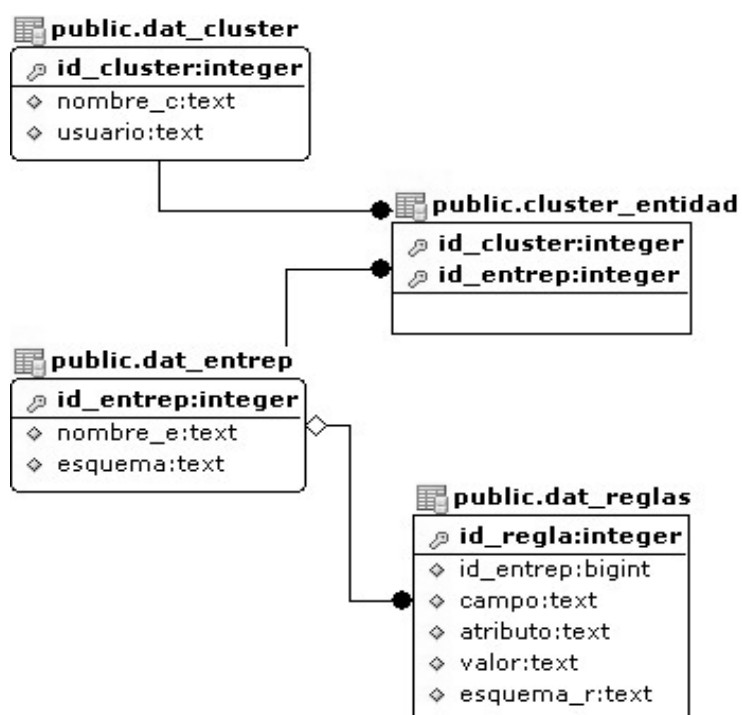 public.dat_cluster
id_cluster:integer
nombre_c:text
usuario:text
public.cluster_entidad
id_cluster:integer
id_entrep:integer
public.dat_entrep
id_entrep:integer
nombre_e:text
esquema:text
public.dat_reglas
id_regla:integer
id_entrep:bigint
campo:text
atributo:text
valor:text
esquema_r:text